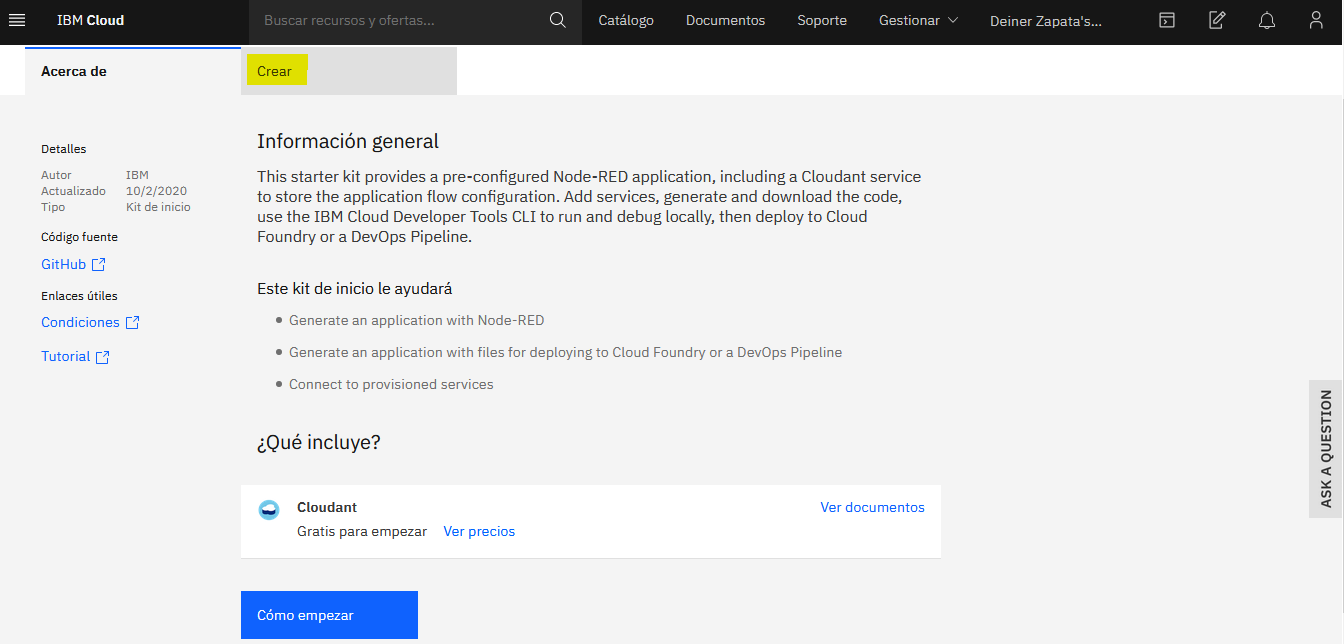 IBM Cloud
Buscar recursos y ofertas...
Catálogo
Documentos
Soporte
Gestionar
Deiner Zapata's...
Acerca de
Crear
Detalles
Autor IBM
Actualizado 10/2/2020
Tipo Kit de inicio
Código fuente
GitHub
Enlaces útiles
Condiciones
Tutorial
Información general
This starter kit provides a pre-configured Node-RED application, including a Cloudant service
to store the application flow configuration. Add services, generate and download the code,
use the IBM Cloud Developer Tools CLI to run and debug locally, then deploy to Cloud
Foundry or a DevOps Pipeline.
Este kit de inicio le ayudará
Generate an application with Node-RED
Generate an application with files for deploying to Cloud Foundry or a DevOps Pipeline
Connect to provisioned services
¿Qué incluye?
Cloudant
Ver documentos
Gratis para empezar Ver precios
Cómo empezar
ASK A QUESTION